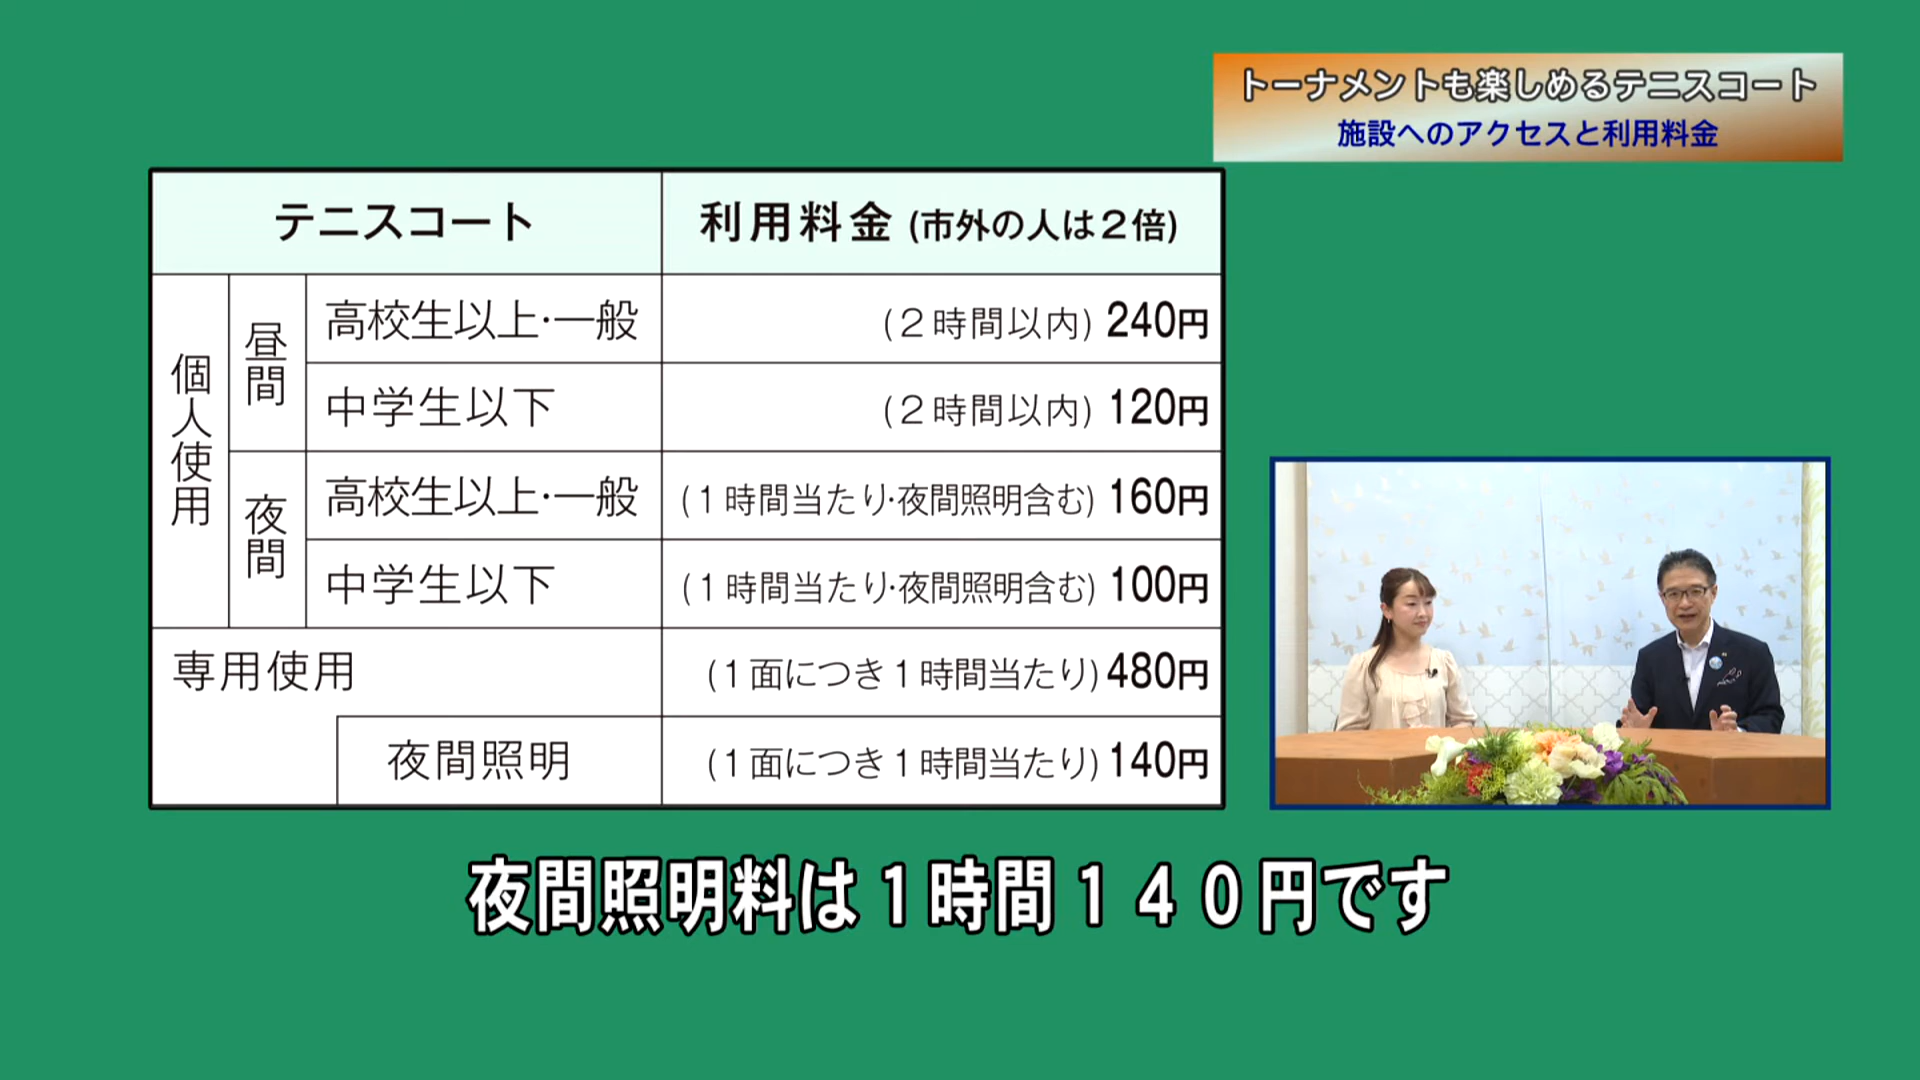 トーナメントも楽しめるテニスコート
施設へのアクセスと利用料金
テニスコート 利用料金 (市外の人は２倍)
個人使用
昼間
高校生以上・一般 (２時間以内) 240円
中学生以下 (２時間以内) 120円
夜間
高校生以上・一般 (１時間当たり・夜間照明含む) 160円
中学生以下 (１時間当たり・夜間照明含む) 100円
専用使用 (１面につき１時間当たり) 480円
夜間照明 (１面につき１時間当たり) 140円
夜間照明料は１時間１４０円です